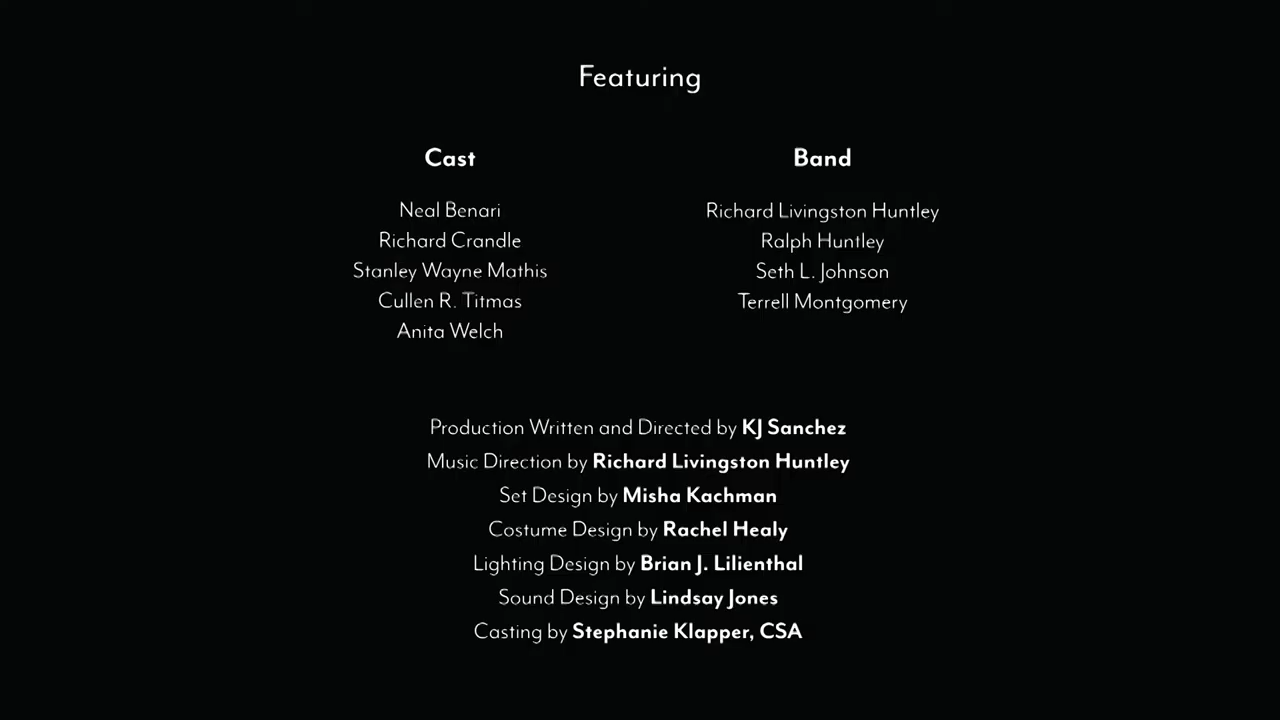 Featuring
Cast
Neal Benari
Richard Crandle
Stanley Wayne Mathis
Cullen R. Titmas
Anita Welch
Band
Richard Livingston Huntley
Ralph Huntley
Seth L. Johnson
Terrell Montgomery
Production Written and Directed by KJ Sanchez
Music Direction by Richard Livingston Huntley
Set Design by Misha Kachman
Costume Design by Rachel Healy
Lighting Design by Brian J. Lilienthal
Sound Design by Lindsay Jones
Casting by Stephanie Klapper, CSA